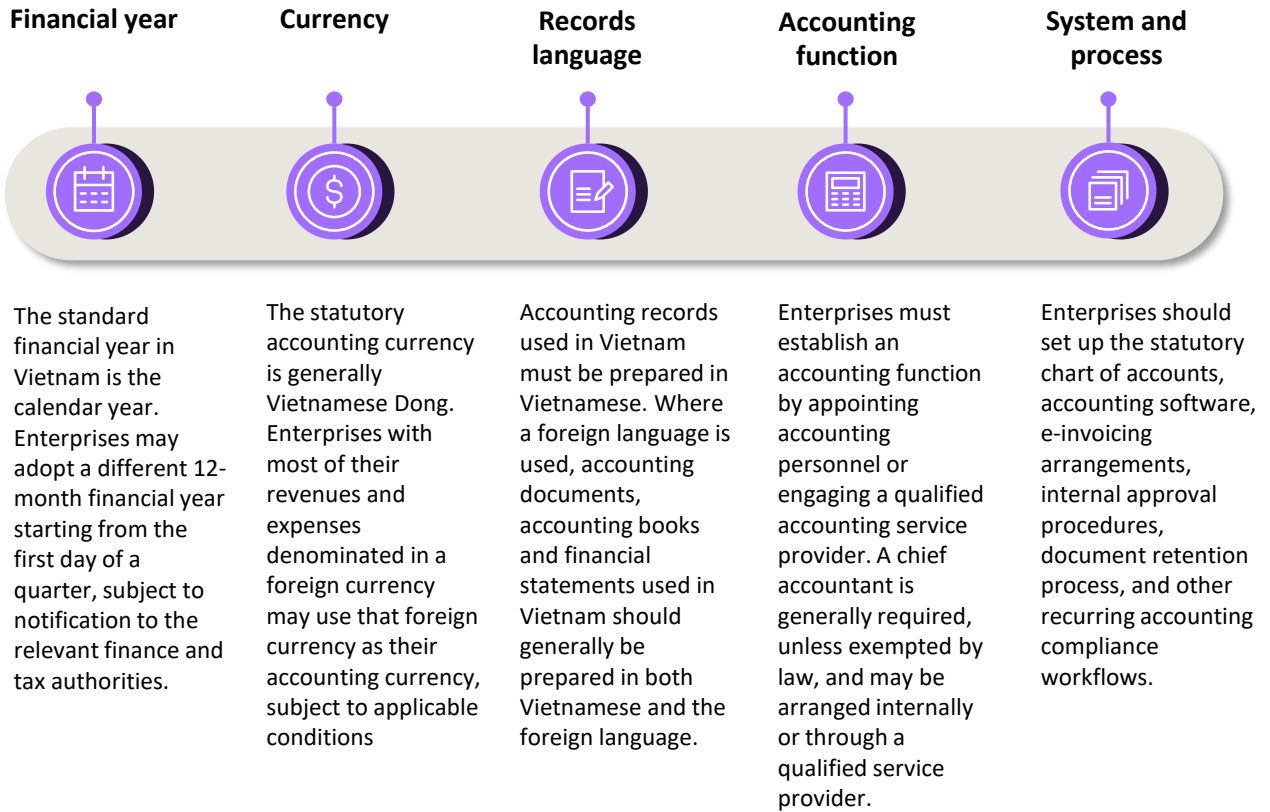 Financial year
Currency
Records
language
Accounting
function
System and
process
$
The standard
financial year in
Vietnam is the
calendar year.
Enterprises may
adopt a different 12-
month financial year
starting from the
first day of a
quarter, subject to
notification to the
relevant finance and
tax authorities.
The statutory
accounting currency
is generally
Vietnamese Dong.
Enterprises with
most of their
revenues and
expenses
denominated in a
foreign currency
may use that foreign
currency as their
accounting currency,
subject to applicable
conditions
Accounting records
used in Vietnam
must be prepared in
Vietnamese. Where
a foreign language is
used, accounting
documents,
accounting books
and financial
statements used in
Vietnam should
generally be
prepared in both
Vietnamese and the
foreign language.
Enterprises must
establish an
accounting function
by appointing
accounting
personnel or
engaging a qualified
accounting service
provider. A chief
accountant is
generally required,
unless exempted by
law, and may be
arranged internally
or through a
qualified service
provider.
Enterprises should
set up the statutory
chart of accounts,
accounting software,
e-invoicing
arrangements,
internal approval
procedures,
document retention
process, and other
recurring accounting
compliance
workflows.